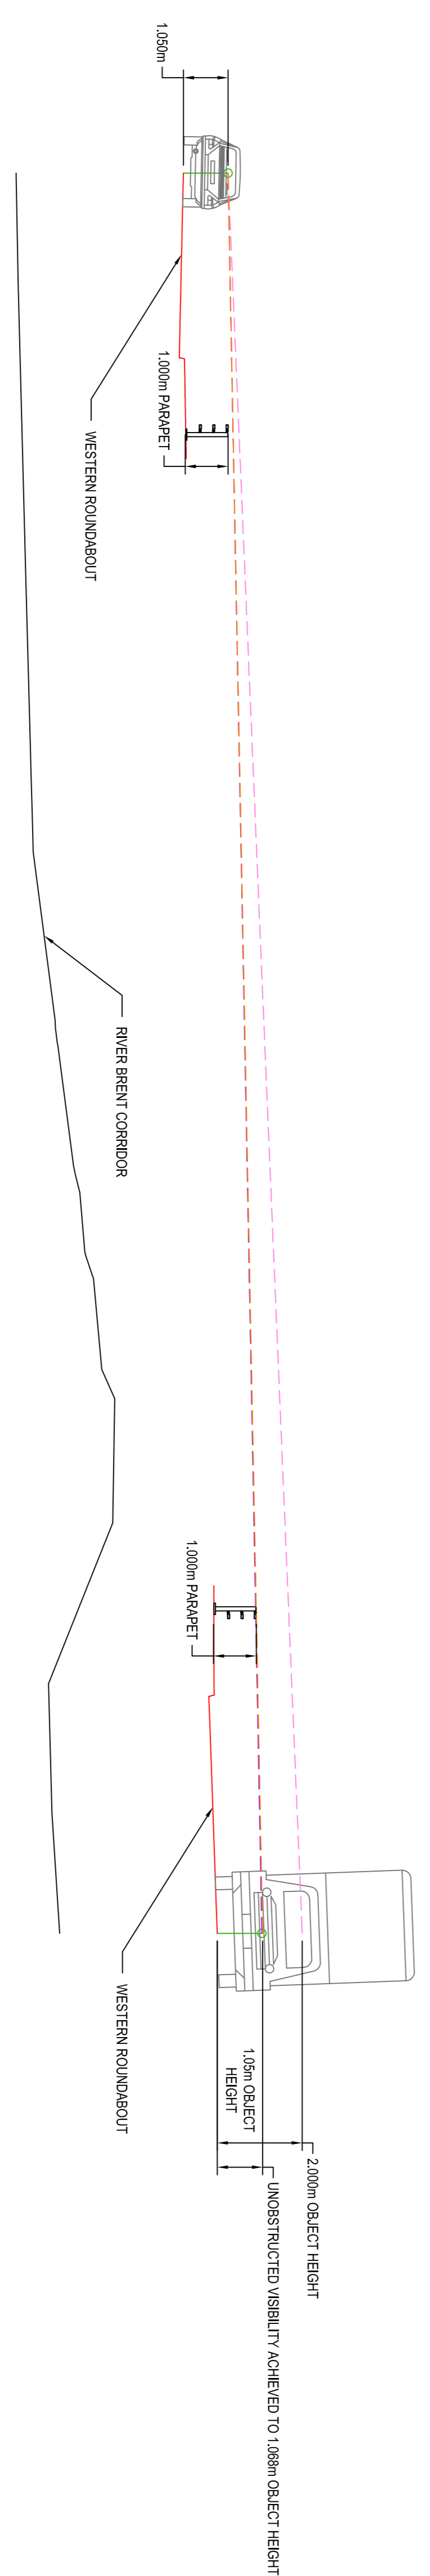 1.050m
1.000m PARAPET
WESTERN ROUNDABOUT
RIVER BRENT CORRIDOR
1.000m PARAPET
WESTERN ROUNDABOUT
1.05m OBJECT
HEIGHT
2.000m OBJECT HEIGHT
UNOBSTRUCTED VISIBILITY ACHIEVED TO 1.068m OBJECT HEIGHT